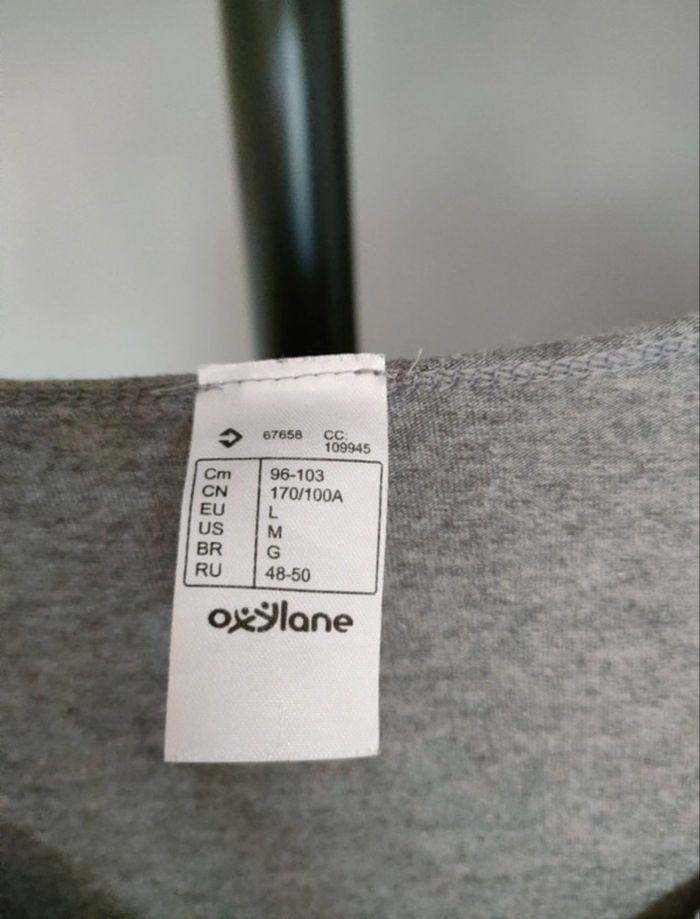 67658 CC:
109945
Cm 96-103
CN 170/100A
EU L
US M
BR G
RU 48-50
oxylane